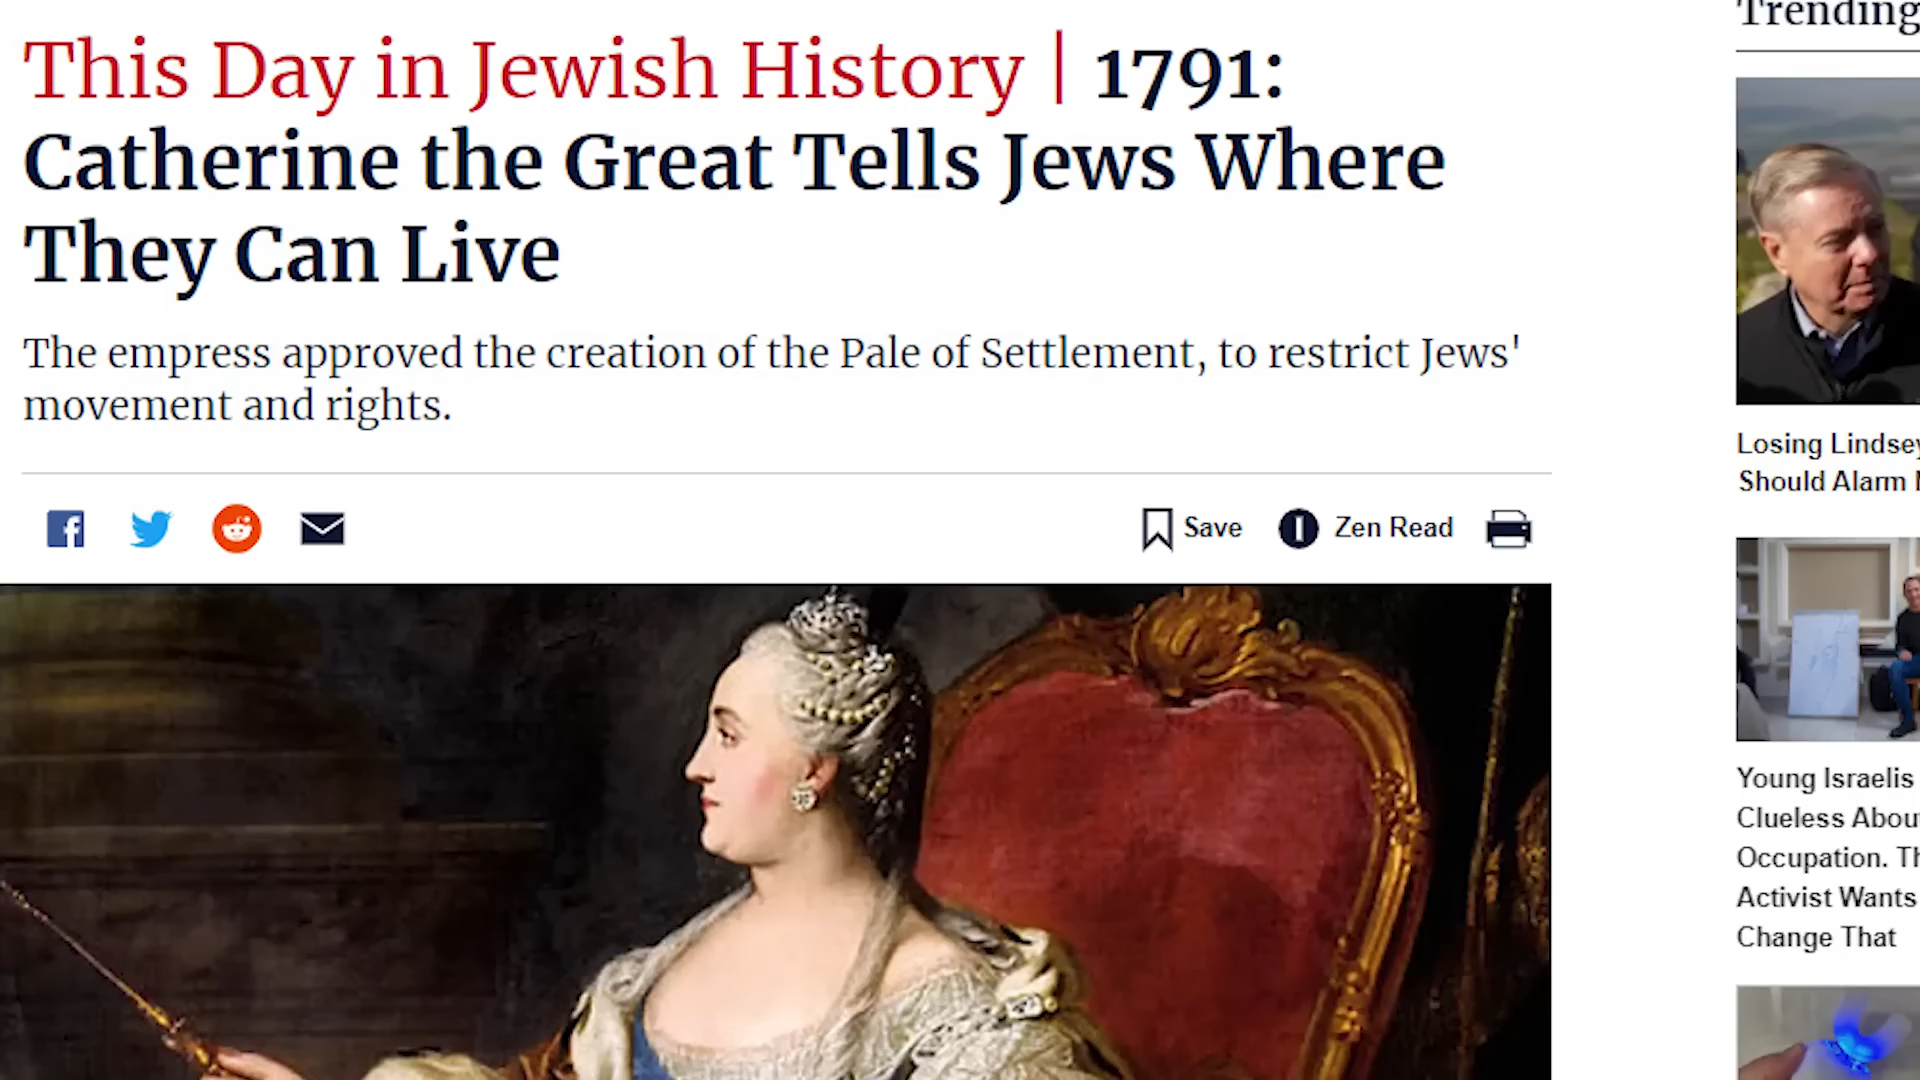 This Day in Jewish History | 1791:
Catherine the Great Tells Jews Where
They Can Live
The empress approved the creation of the Pale of Settlement, to restrict Jews'
movement and rights.
Save
Zen Read
Trending
Losing Lindsey
Should Alarm
Young Israelis
Clueless
Occupation.
Activist Wants
Change That